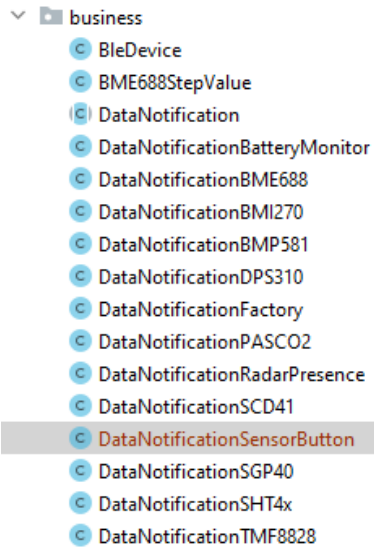 business
BleDevice
BME688StepValue
DataNotification
DataNotificationBatteryMonitor
DataNotificationBME688
DataNotificationBMI270
DataNotificationBMP581
DataNotificationDPS310
DataNotificationFactory
DataNotificationPASCO2
DataNotificationRadarPresence
DataNotificationSCD41
DataNotificationSensorButton
DataNotificationSGP40
DataNotificationSHT4x
DataNotificationTMF8828